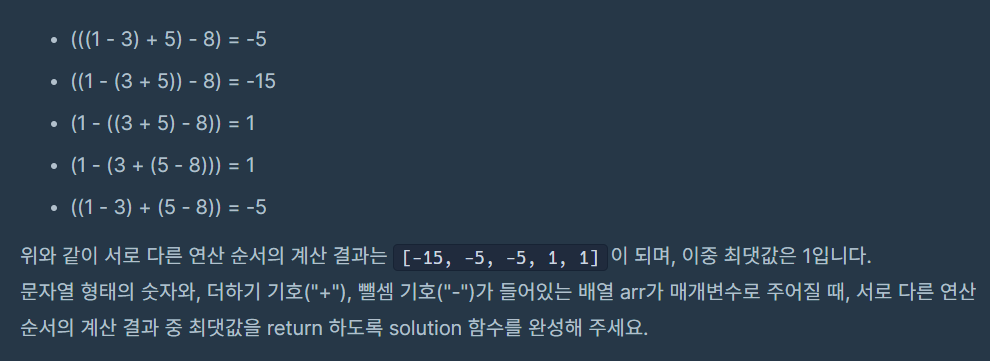 • (((1 - 3) + 5) - 8) = -5
• ((1 - (3 + 5)) - 8) = -15
• (1 - ((3 + 5) - 8)) = 1
• (1 - (3 + (5 - 8))) = 1
• ((1 - 3) + (5 - 8)) = -5
위와 같이 서로 다른 연산 순서의 계산 결과는 [-15, -5, -5, 1, 1] 이 되며, 이중 최댓값은 1입니다.
문자열 형태의 숫자와, 더하기 기호("+"), 뺄셈 기호("-")가 들어있는 배열 arr가 매개변수로 주어질 때, 서로 다른 연산
순서의 계산 결과 중 최댓값을 return 하도록 solution 함수를 완성해 주세요.